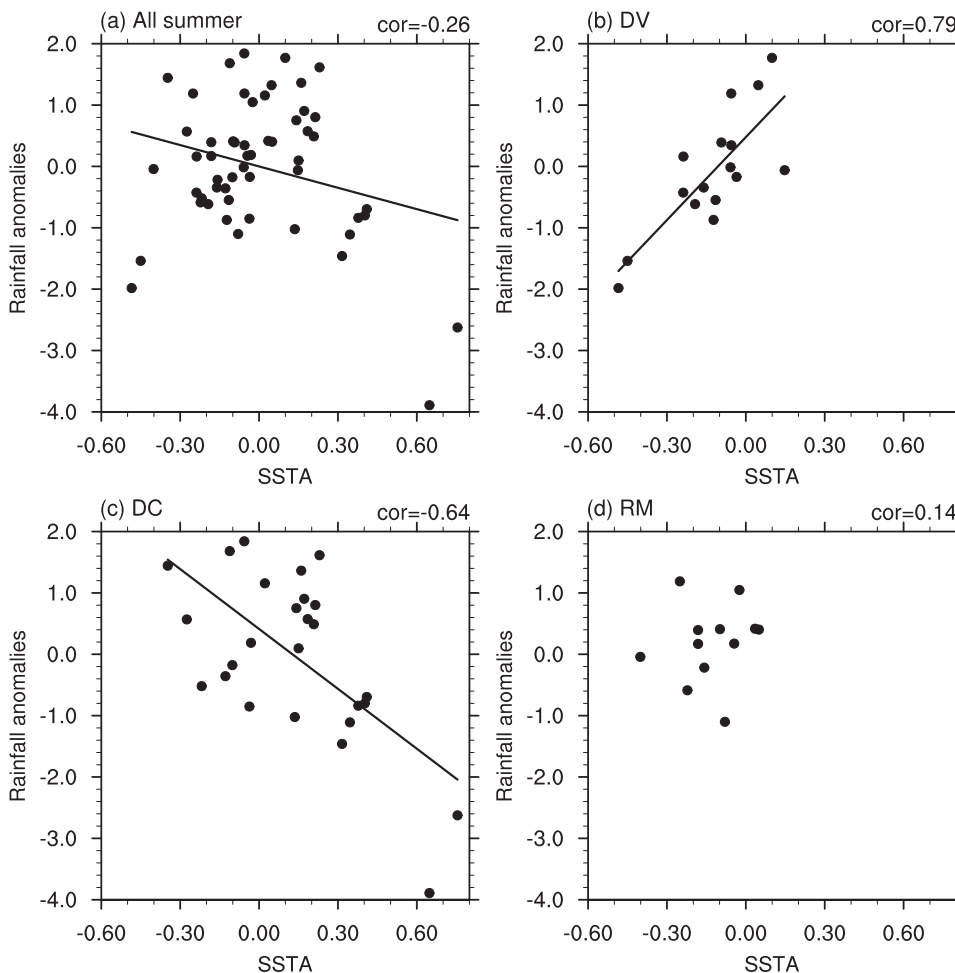 (a) All summer cor=-0.26
(b) DV cor=0.79
2.0 2.0
1.0 1.0
0.0 0.0
-1.0 -1.0
-2.0 -2.0
-3.0 -3.0
-4.0 -4.0
Rainfall anomalies Rainfall anomalies
-0.60 -0.30 0.00 0.30 0.60 -0.60 -0.30 0.00 0.30 0.60
SSTA SSTA
(c) DC cor=-0.64
(d) RM cor=0.14
2.0 2.0
1.0 1.0
0.0 0.0
-1.0 -1.0
-2.0 -2.0
-3.0 -3.0
-4.0 -4.0
Rainfall anomalies Rainfall anomalies
-0.60 -0.30 0.00 0.30 0.60 -0.60 -0.30 0.00 0.30 0.60
SSTA SSTA